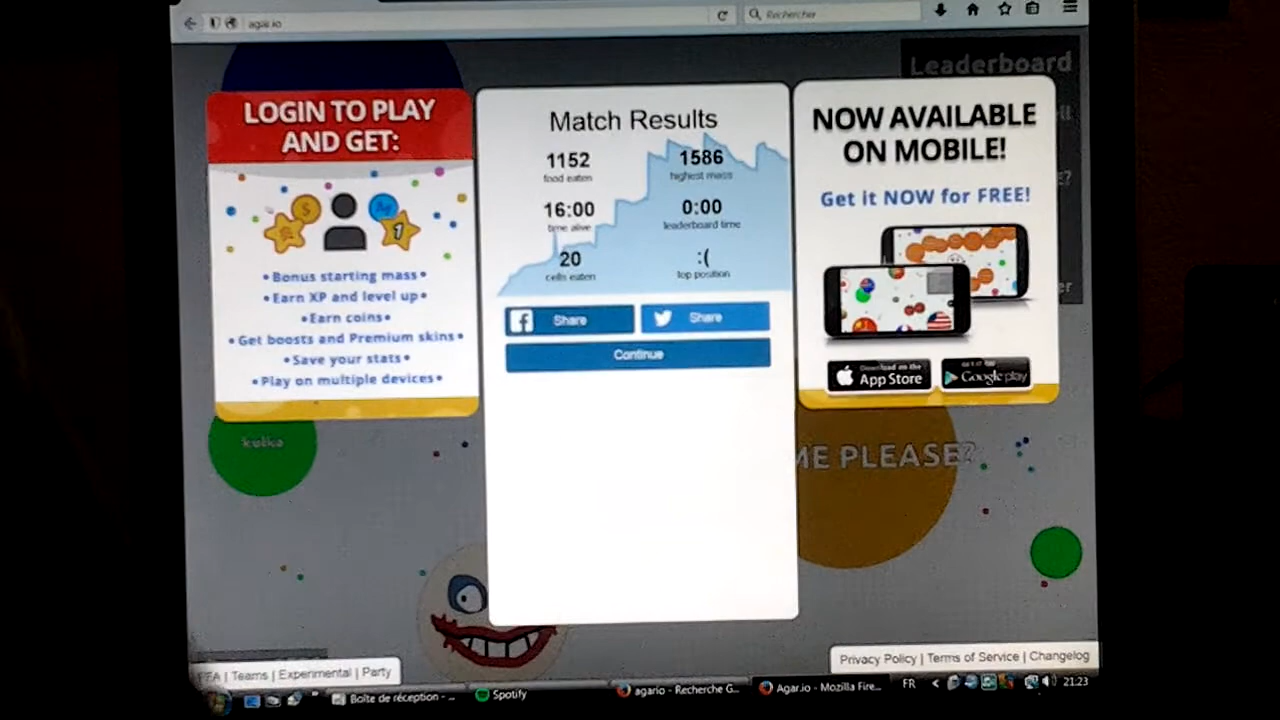 agar.io
Rechercher
Leaderboard
LOGIN TO PLAY
AND GET:
• Bonus starting mass •
• Earn XP and level up •
• Earn coins •
• Get boosts and Premium skins •
• Save your stats •
• Play on multiple devices •
Match Results
1152
food eaten
1586
highest mass
16:00
time alive
0:00
leaderboard time
20
cells eaten
:(
top position
Share
Share
Continue
NOW AVAILABLE
ON MOBILE!
Get it NOW for FREE!
Download on the
App Store
Google play
kulka
ME PLEASE?
FFA | Teams | Experimental | Party
Privacy Policy | Terms of Service | Changelog
Boîte de réception - ...
Spotify
agario - Recherche G...
Agar.io - Mozilla Fire...
FR
21:23